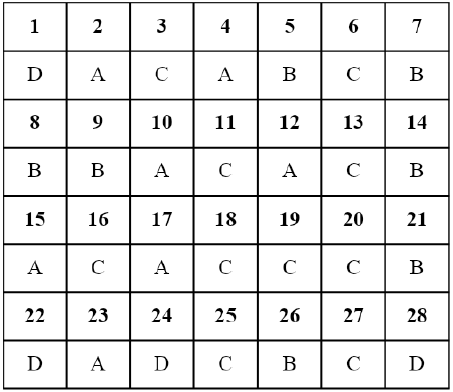 1 2 3 4 5 6 7
D A C A B C B
8 9 10 11 12 13 14
B B A C A C B
15 16 17 18 19 20 21
A C A C C C B
22 23 24 25 26 27 28
D A D C B C D